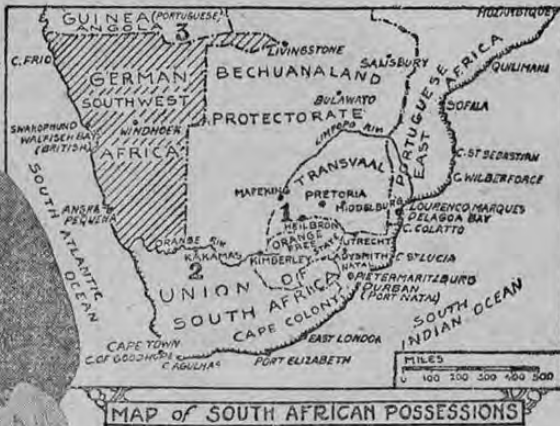 GUINEA (PORTUGUESE)
ANGOLA
3
MOZAMBIQUE
C. FRIO
LIVINGSTONE
SALISBURY
QUILIMANA
GERMAN
SOUTHWEST
AFRICA
BECHUANALAND
PROTECTORATE
BULAWAYO
PORTUGUESE
EAST AFRICA
SOFALA
SWAKOPMUND
WALFISCH BAY
(BRITISH)
WINDHOEK
LIMPOPO RIV.
C. ST SEBASTIAN
C. WILBERFORCE
TRANSVAAL
MAFEKING
PRETORIA
MIDDELBURG
LOURENCO MARQUES
DELAGOA BAY
C. COLATTO
ANGRA
PEQUENA
1.
HEILBRON
ORANGE
FREE
STATE
UTRECHT
ORANGE RIV.
KAKAMAS
2
KIMBERLEY
LADYSMITH
NATAL
C ST LUCIA
PIETERMARITZBURG
DURBAN
(PORT NATAL)
SOUTH ATLANTIC
OCEAN
UNION OF
SOUTH AFRICA
CAPE COLONY
SOUTH
INDIAN OCEAN
EAST LONDON
CAPE TOWN
C. OF GOOD HOPE
C. AGULHAS
PORT ELIZABETH
MILES
0 100 200 300 400 500
MAP of SOUTH AFRICAN POSSESSIONS